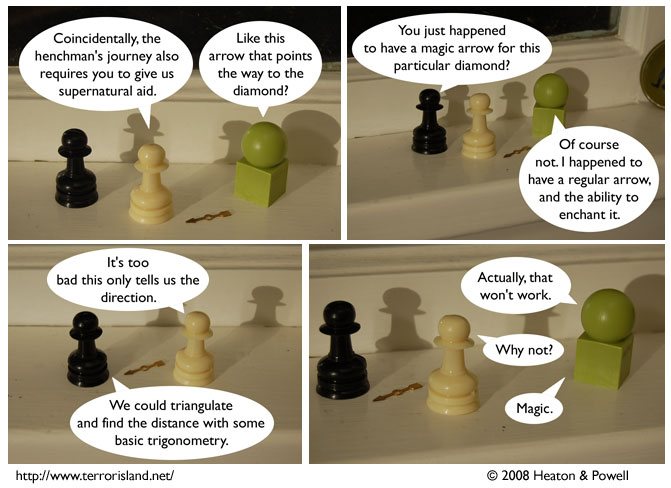 Coincidentally, the
henchman's journey also
requires you to give us
supernatural aid.
Like this
arrow that points
the way to the
diamond?
You just happened
to have a magic arrow for this
particular diamond?
Of course
not. I happened to
have a regular arrow,
and the ability to
enchant it.
It's too
bad this only tells us the
direction.
We could triangulate
and find the distance with some
basic trigonometry.
Actually, that
won't work.
Why not?
Magic.
http://www.terrorisland.net/
© 2008 Heaton & Powell